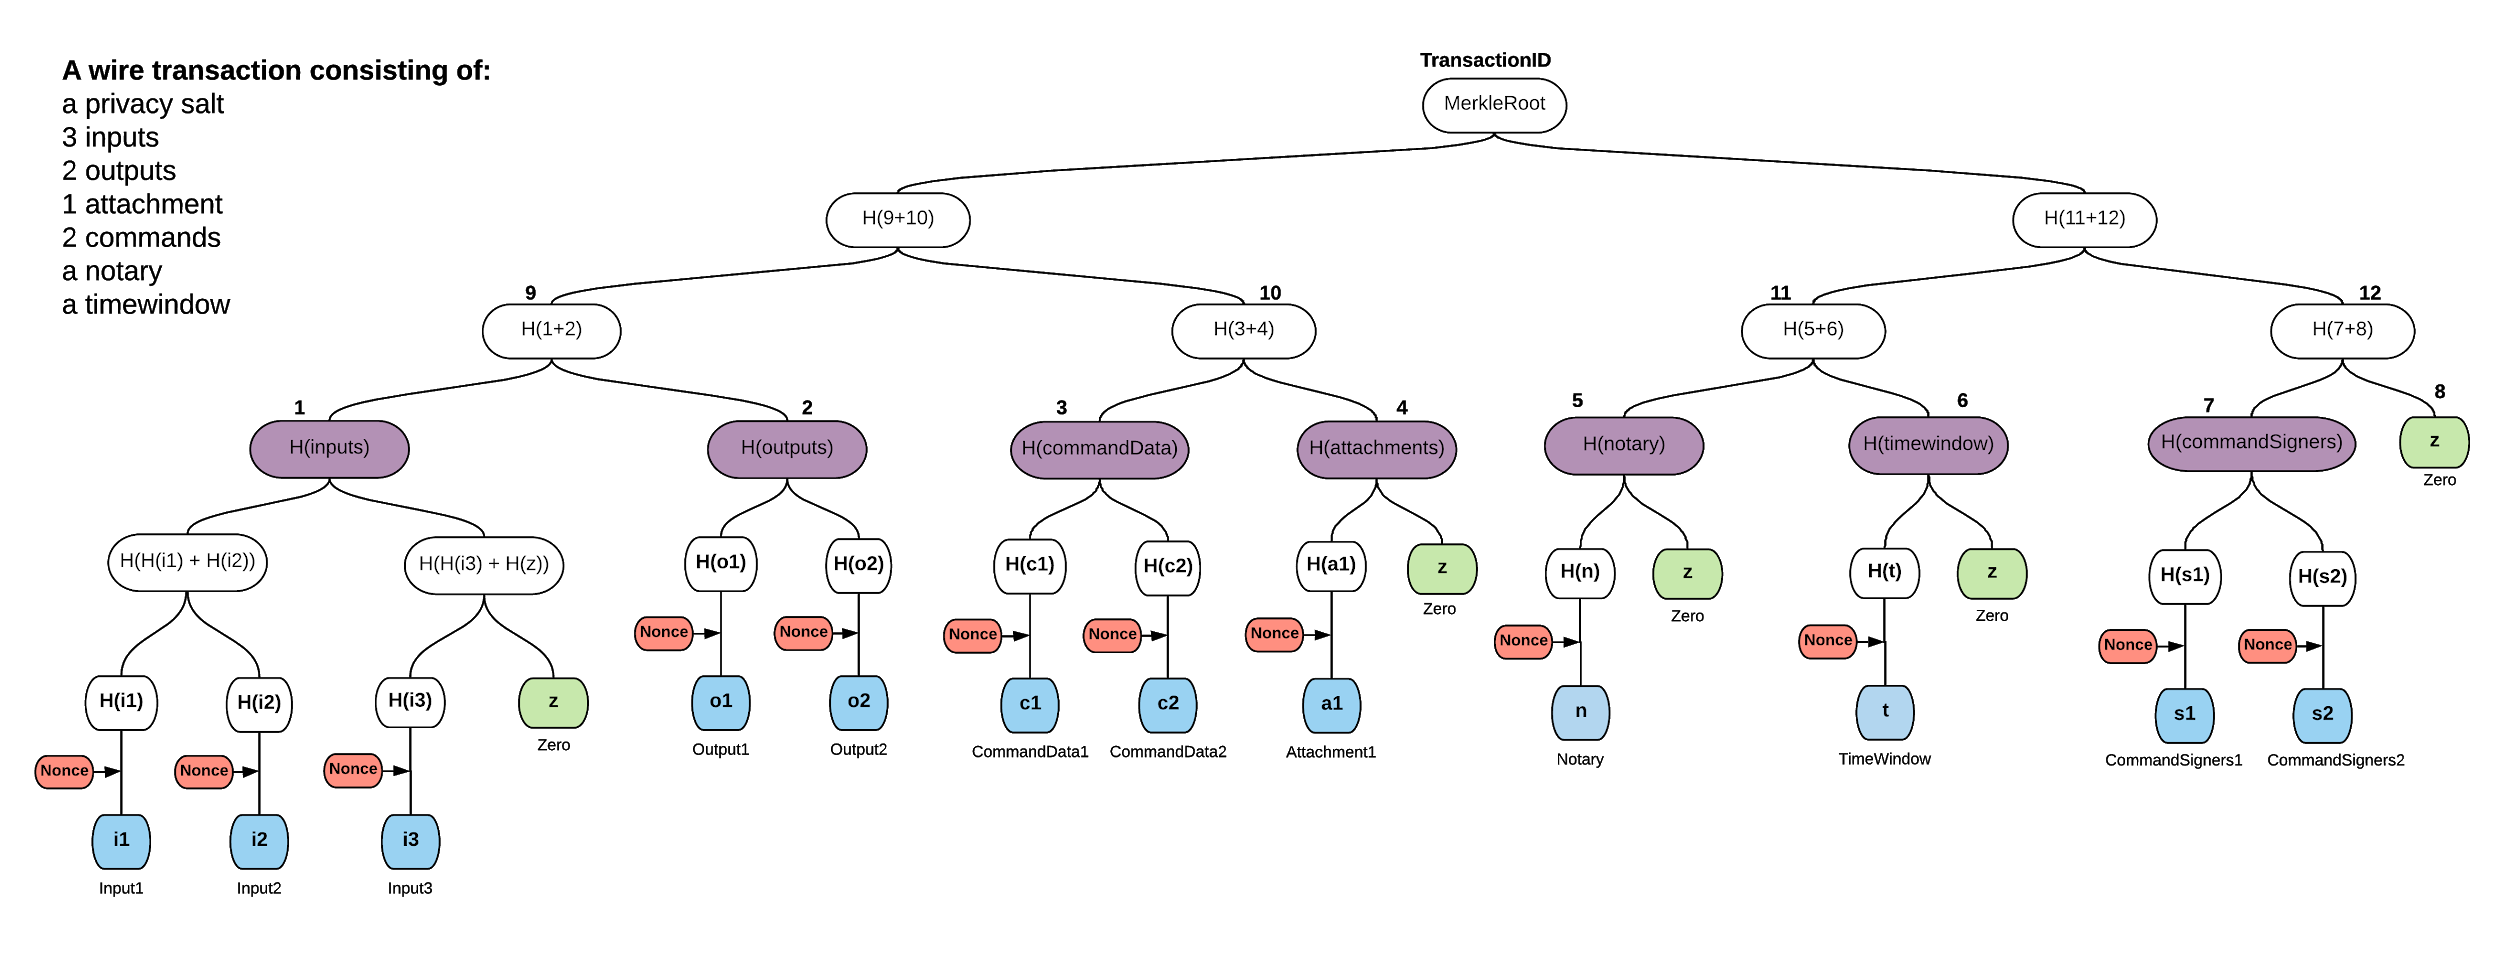 A wire transaction consisting of:
a privacy salt
3 inputs
2 outputs
1 attachment
2 commands
a notary
a timewindow
TransactionID
MerkleRoot
H(9+10)
H(11+12)
9
10
11
12
H(1+2)
H(3+4)
H(5+6)
H(7+8)
1
2
3
4
5
6
7
8
H(inputs)
H(outputs)
H(commandData)
H(attachments)
H(notary)
H(timewindow)
H(commandSigners)
z
Zero
H(H(i1) + H(i2))
H(H(i3) + H(z))
H(o1)
H(o2)
H(c1)
H(c2)
H(a1)
z
Zero
H(n)
z
Zero
H(t)
z
Zero
H(s1)
H(s2)
Nonce
Nonce
Nonce
Nonce
Nonce
Nonce
Nonce
Nonce
Nonce
H(i1)
H(i2)
H(i3)
z
Zero
o1
o2
c1
c2
a1
n
t
s1
s2
Output1
Output2
CommandData1
CommandData2
Attachment1
Notary
TimeWindow
CommandSigners1
CommandSigners2
Nonce
Nonce
Nonce
i1
i2
i3
Input1
Input2
Input3